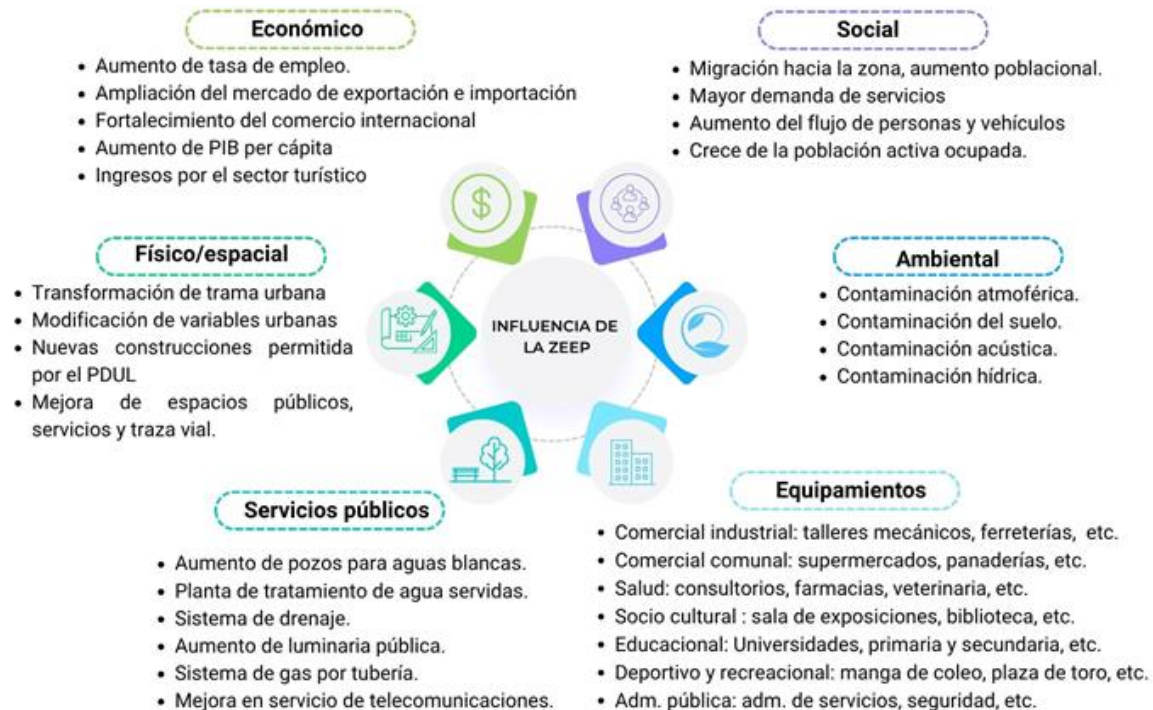 Económico
• Aumento de tasa de empleo.
• Ampliación del mercado de exportación e importación
• Fortalecimiento del comercio internacional
• Aumento de PIB per cápita
• Ingresos por el sector turístico
Social
• Migración hacia la zona, aumento poblacional.
• Mayor demanda de servicios
• Aumento del flujo de personas y vehículos
• Crece de la población activa ocupada.
Físico/espacial
• Transformación de trama urbana
• Modificación de variables urbanas
• Nuevas construcciones permitida
por el PDUL
• Mejora de espacios públicos,
servicios y traza vial.
$
INFLUENCIA DE
LA ZEEP
Ambiental
• Contaminación atmoférica.
• Contaminación del suelo.
• Contaminación acústica.
• Contaminación hídrica.
Servicios públicos
• Aumento de pozos para aguas blancas.
• Planta de tratamiento de agua servidas.
• Sistema de drenaje.
• Aumento de luminaria pública.
• Sistema de gas por tubería.
• Mejora en servicio de telecomunicaciones.
Equipamientos
• Comercial industrial: talleres mecánicos, ferreterías, etc.
• Comercial comunal: supermercados, panaderías, etc.
• Salud: consultorios, farmacias, veterinaria, etc.
• Socio cultural : sala de exposiciones, biblioteca, etc.
• Educacional: Universidades, primaria y secundaria, etc.
• Deportivo y recreacional: manga de coleo, plaza de toro, etc.
• Adm. pública: adm. de servicios, seguridad, etc.